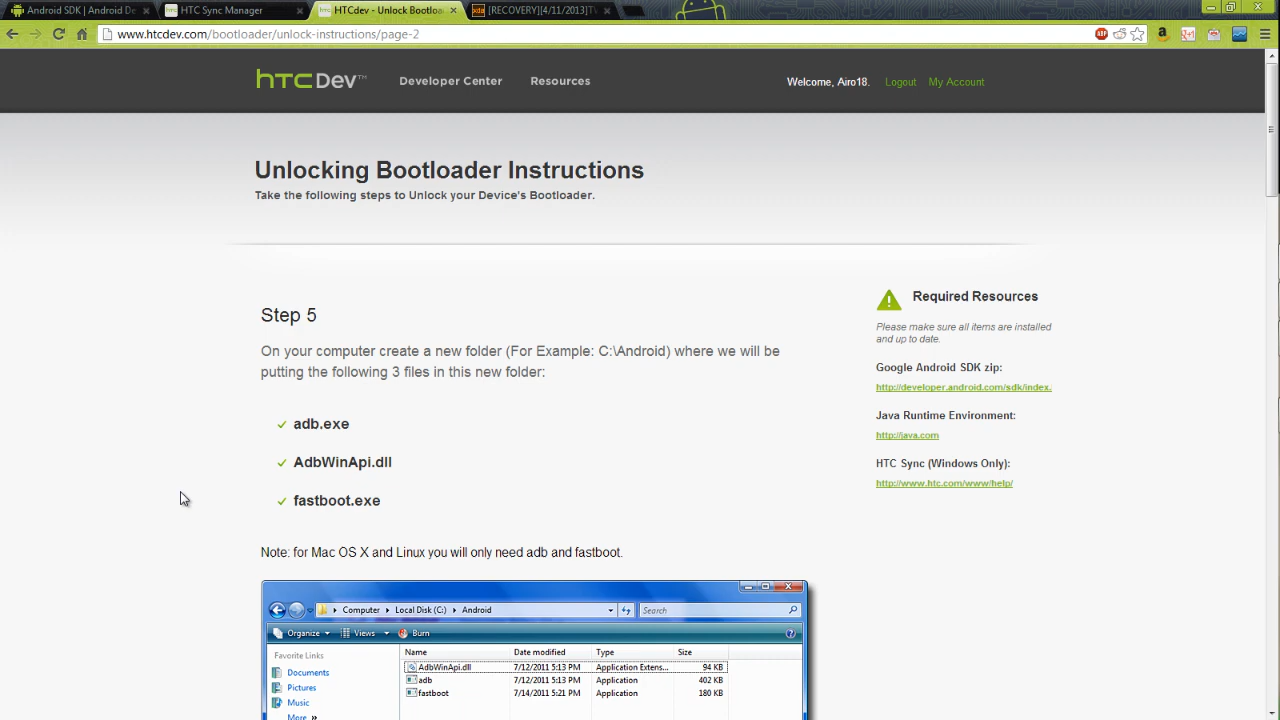 Android SDK | Android De
HTC Sync Manager
HTCdev - Unlock Bootloa
[RECOVERY][4/11/2013]TV
www.htcdev.com/bootloader/unlock-instructions/page-2
hTC Dev™
Developer Center
Resources
Welcome, Airo18.
Logout
My Account
Unlocking Bootloader Instructions
Take the following steps to Unlock your Device's Bootloader.
Step 5
On your computer create a new folder (For Example: C:\Android) where we will be
putting the following 3 files in this new folder:
adb.exe
AdbWinApi.dll
fastboot.exe
Note: for Mac OS X and Linux you will only need adb and fastboot.
Computer Local Disk (C:) Android
Search
Organize Views Burn
Favorite Links
Documents
Pictures
Music
More »
Name Date modified Type Size
AdbWinApi.dll 7/12/2011 5:13 PM Application Extens... 94 KB
adb 7/12/2011 5:13 PM Application 402 KB
fastboot 7/14/2011 5:21 PM Application 180 KB
Required Resources
Please make sure all items are installed
and up to date.
Google Android SDK zip:
http://developer.android.com/sdk/index.
Java Runtime Environment:
http://java.com
HTC Sync (Windows Only):
http://www.htc.com/www/help/